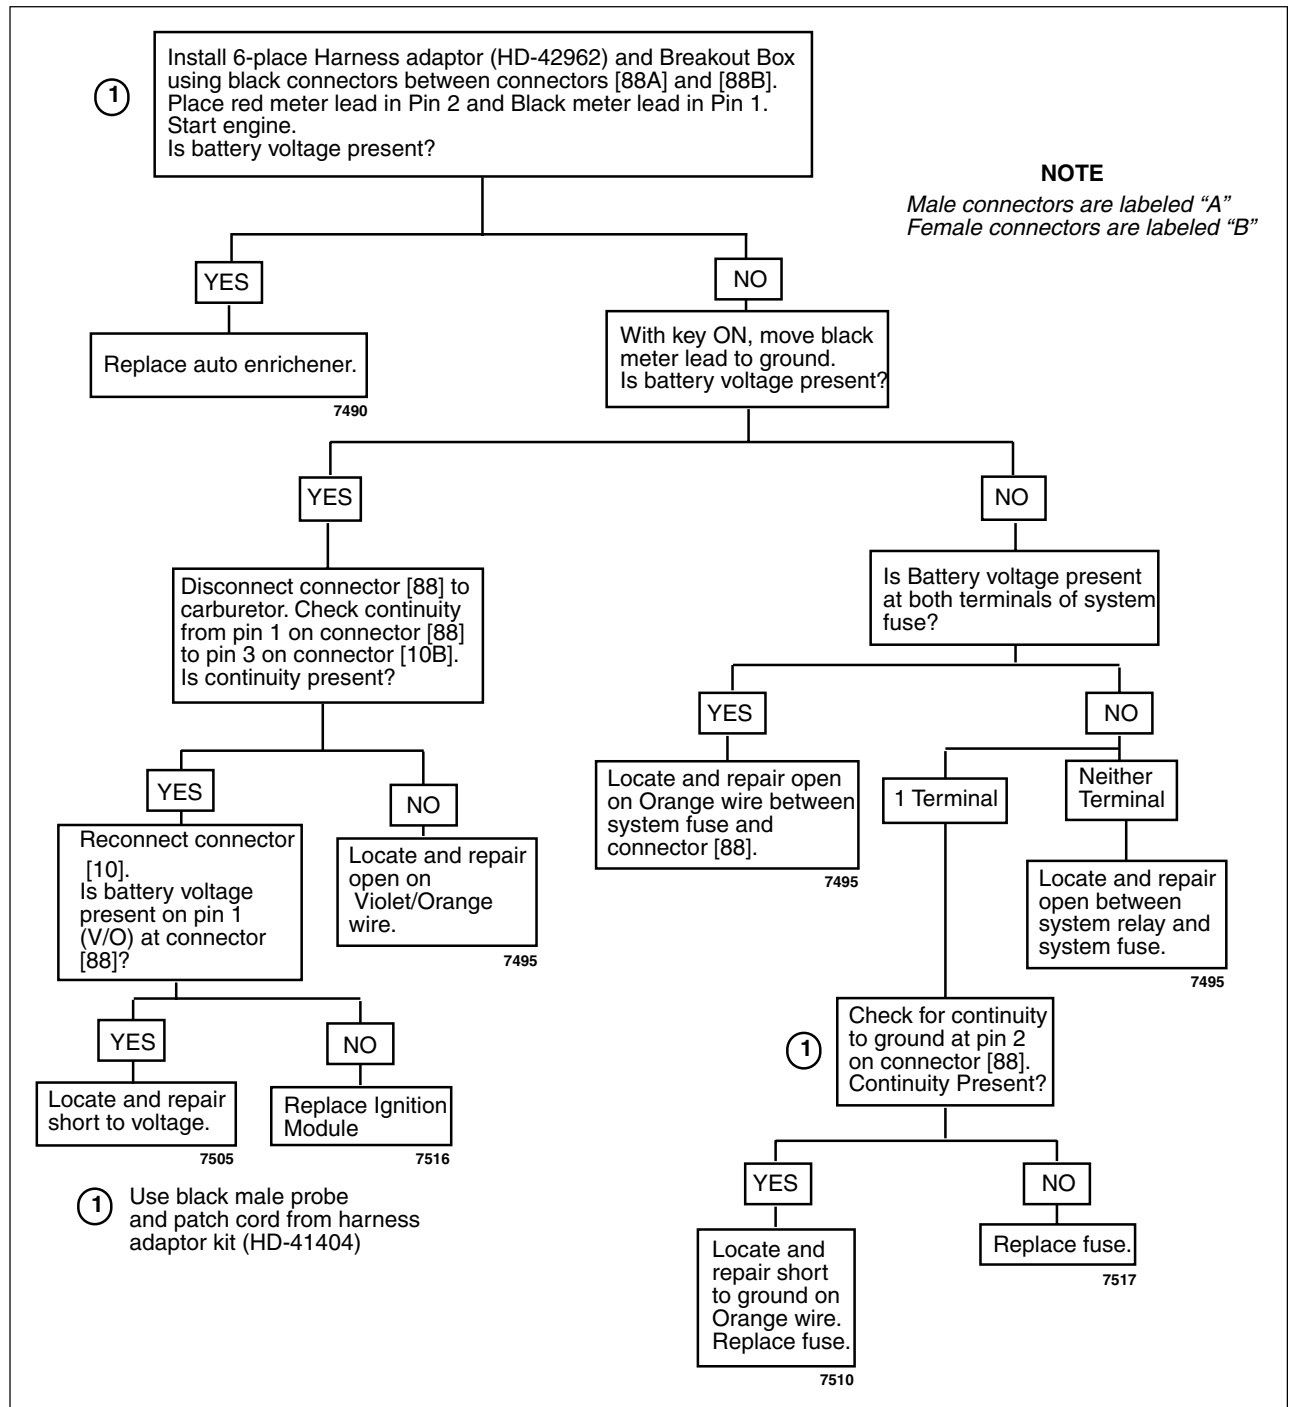 1
Install 6-place Harness adaptor (HD-42962) and Breakout Box
using black connectors between connectors [88A] and [88B].
Place red meter lead in Pin 2 and Black meter lead in Pin 1.
Start engine.
Is battery voltage present?
NOTE
Male connectors are labeled “A”
Female connectors are labeled “B”
YES
NO
Replace auto enrichener.
7490
With key ON, move black
meter lead to ground.
Is battery voltage present?
YES
NO
Disconnect connector [88] to
carburetor. Check continuity
from pin 1 on connector [88]
to pin 3 on connector [10B].
Is continuity present?
Is Battery voltage present
at both terminals of system
fuse?
YES
NO
YES
NO
Locate and repair open
on Orange wire between
system fuse and
connector [88].
7495
1 Terminal
Neither
Terminal
Reconnect connector
[10].
Is battery voltage
present on pin 1
(V/O) at connector
[88]?
Locate and repair
open on
Violet/Orange
wire.
7495
Locate and repair
open between
system relay and
system fuse.
7495
YES
NO
1
Check for continuity
to ground at pin 2
on connector [88].
Continuity Present?
Locate and repair
short to voltage.
7505
Replace Ignition
Module
7516
YES
NO
1
Use black male probe
and patch cord from harness
adaptor kit (HD-41404)
Locate and
repair short
to ground on
Orange wire.
Replace fuse.
7510
Replace fuse.
7517